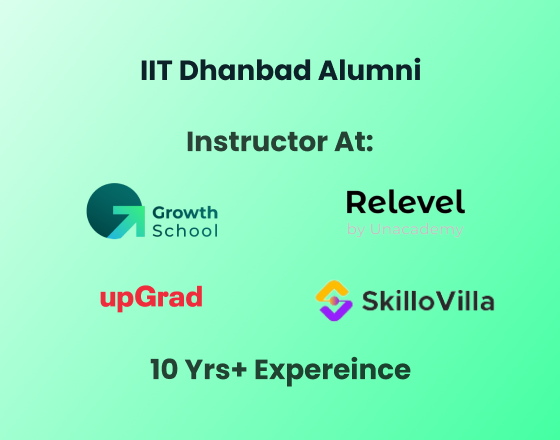 IIT Dhanbad Alumni
Instructor At:
Growth
School
Relevel
by Unacademy
upGrad
SkilloVilla
10 Yrs+ Expereince